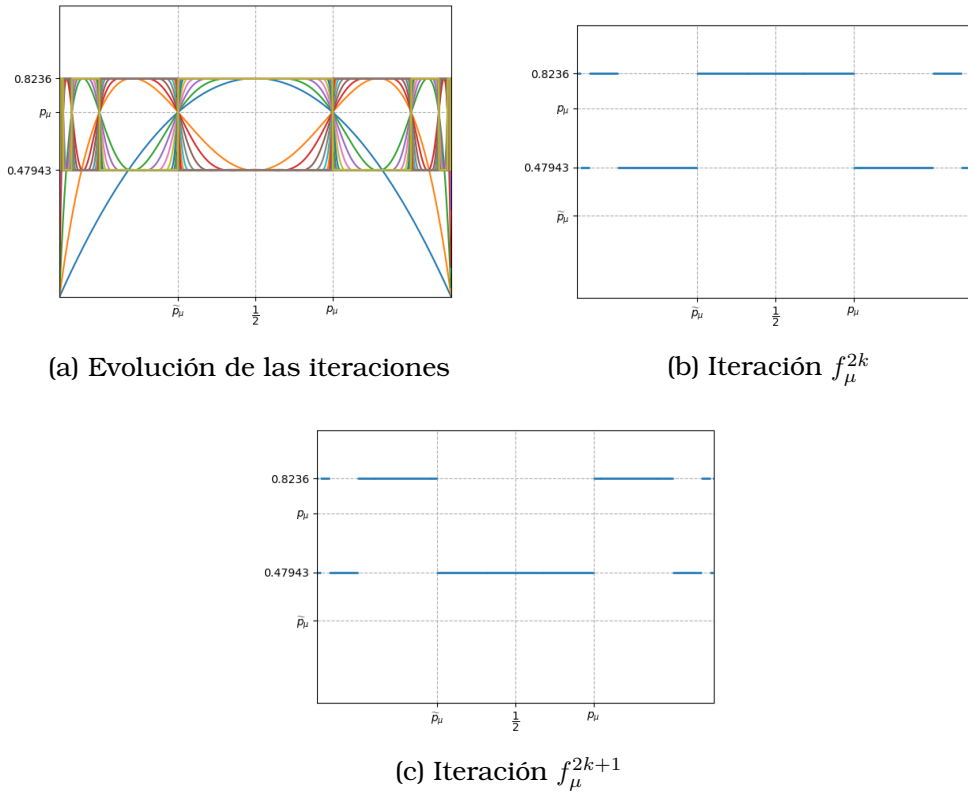 0.8236
p_μ
0.47943
p̃_μ 1/2 p_μ
(a) Evolución de las iteraciones
0.8236
p_μ
0.47943
p̃_μ
p̃_μ 1/2 p_μ
(b) Iteración f_μ^{2k}
0.8236
p_μ
0.47943
p̃_μ
p̃_μ 1/2 p_μ
(c) Iteración f_μ^{2k+1}